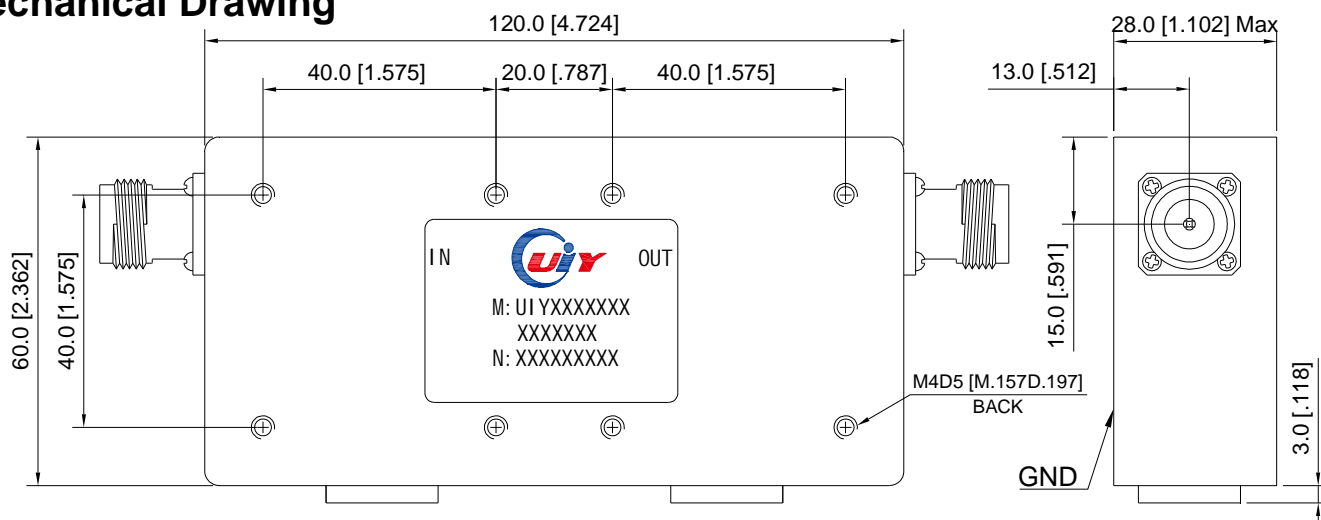 echanical Drawing
120.0 [4.724]
28.0 [1.102] Max
40.0 [1.575]
20.0 [.787]
40.0 [1.575]
13.0 [.512]
60.0 [2.362]
40.0 [1.575]
IN
UiY
OUT
M: UIYXXXXXXX
XXXXXXX
N: XXXXXXXXX
15.0 [.591]
M4D5 [M.157D.197]
BACK
3.0 [.118]
GND